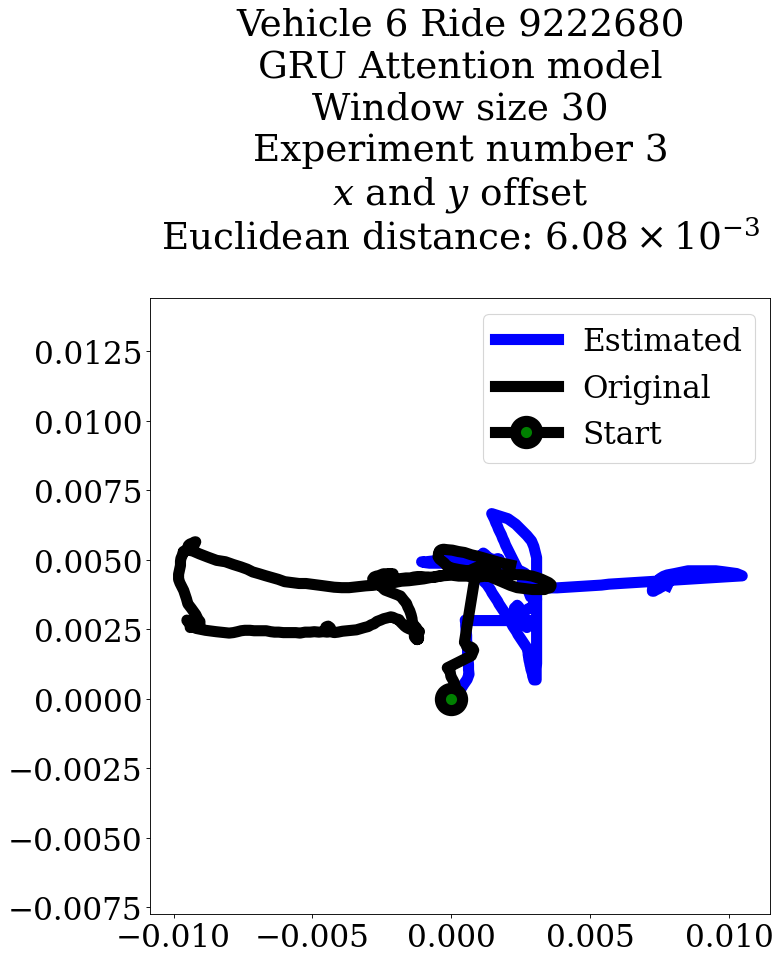 Vehicle 6 Ride 9222680
GRU Attention model
Window size 30
Experiment number 3
x and y offset
Euclidean distance: 6.08 × 10⁻³
Estimated
Original
Start
0.0125
0.0100
0.0075
0.0050
0.0025
0.0000
−0.0025
−0.0050
−0.0075
−0.010 −0.005 0.000 0.005 0.010